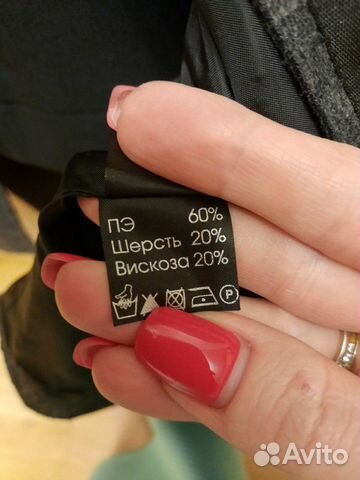 ПЭ 60%
Шерсть 20%
Вискоза 20%
P
Avito